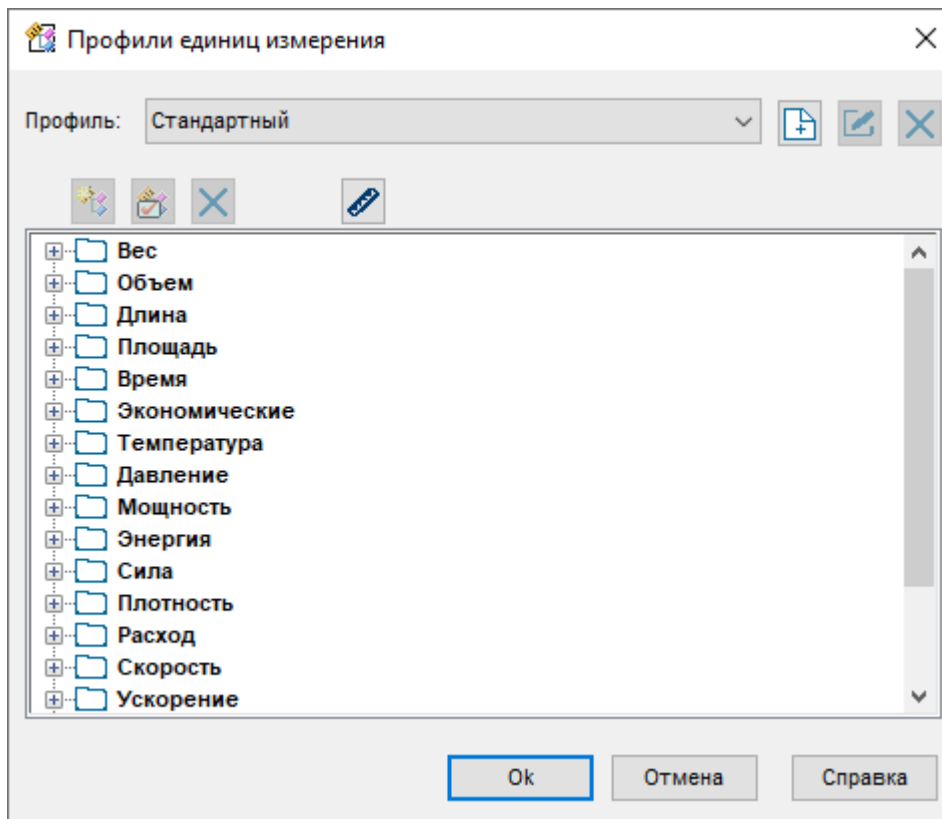 Профили единиц измерения
Профиль: Стандартный
Вес
Объем
Длина
Площадь
Время
Экономические
Температура
Давление
Мощность
Энергия
Сила
Плотность
Расход
Скорость
Ускорение
Ok Отмена Справка